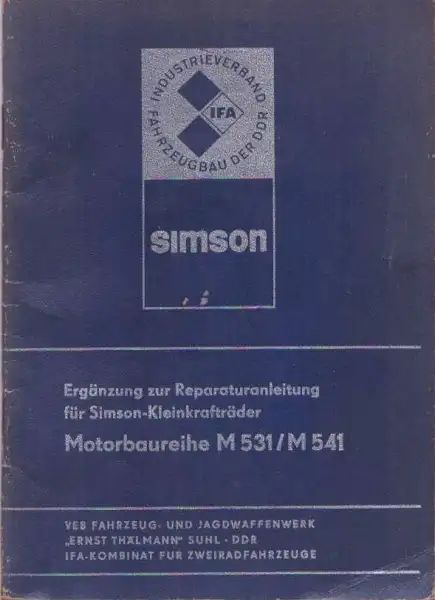 INDUSTRIEVERBAND
FAHRZEUGBAU DER DDR
IFA
simson
Ergänzung zur Reparaturanleitung
für Simson-Kleinkrafträder
Motorbaureihe M 531/M 541
VEB FAHRZEUG- UND JAGDWAFFENWERK
„ERNST THÄLMANN" SUHL · DDR
IFA-KOMBINAT FÜR ZWEIRADFAHRZEUGE